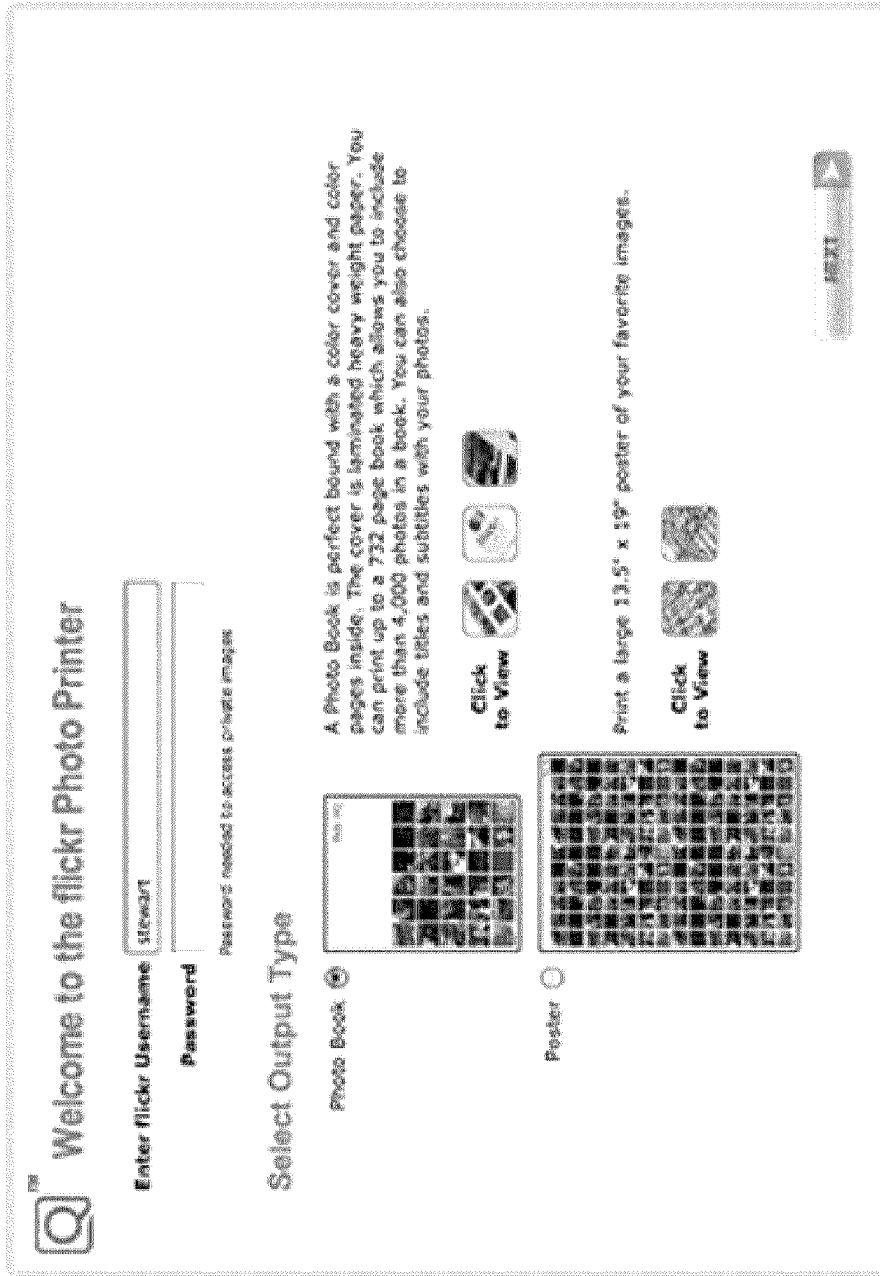 Q™
Welcome to the flickr Photo Printer
Enter flickr Username stewart
Password
Password needed to access private images
Select Output Type
Photo Book
A Photo Book is perfect bound with a color cover and color
pages inside. The cover is laminated heavy weight paper. You
can print up to a 732 page book which allows you to include
more than 4,000 photos in a book. You can also choose to
include titles and subtitles with your photos.
Click
to View
Poster
Print a large 13.5" x 19" poster of your favorite images.
Click
to View
NEXT